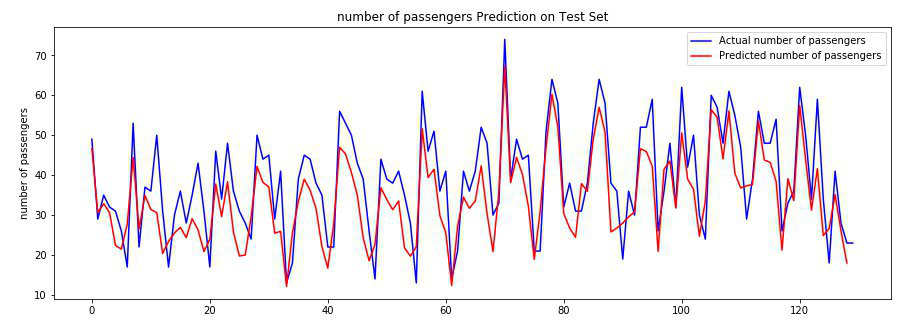 number of passengers Prediction on Test Set
Actual number of passengers
Predicted number of passengers
number of passengers
70
60
50
40
30
20
10
0 20 40 60 80 100 120